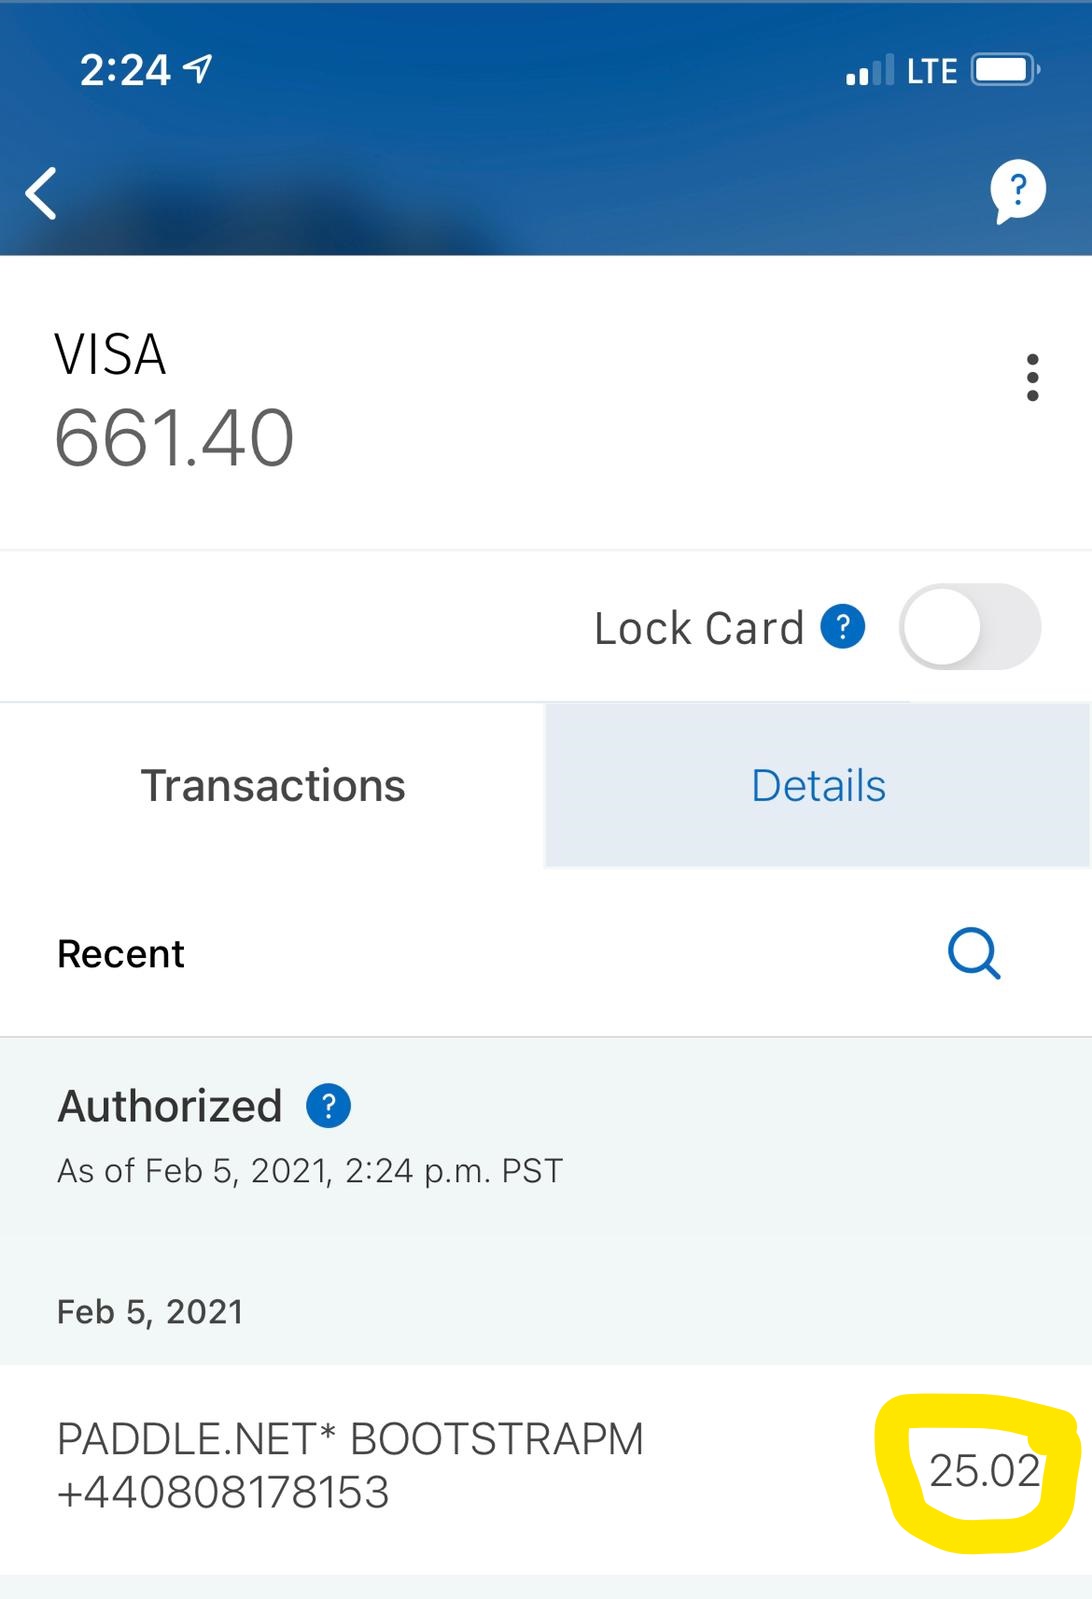 2:24 LTE
?
VISA
661.40
Lock Card ?
Transactions Details
Recent
Authorized ?
As of Feb 5, 2021, 2:24 p.m. PST
Feb 5, 2021
PADDLE.NET* BOOTSTRAPM
+440808178153
25.02